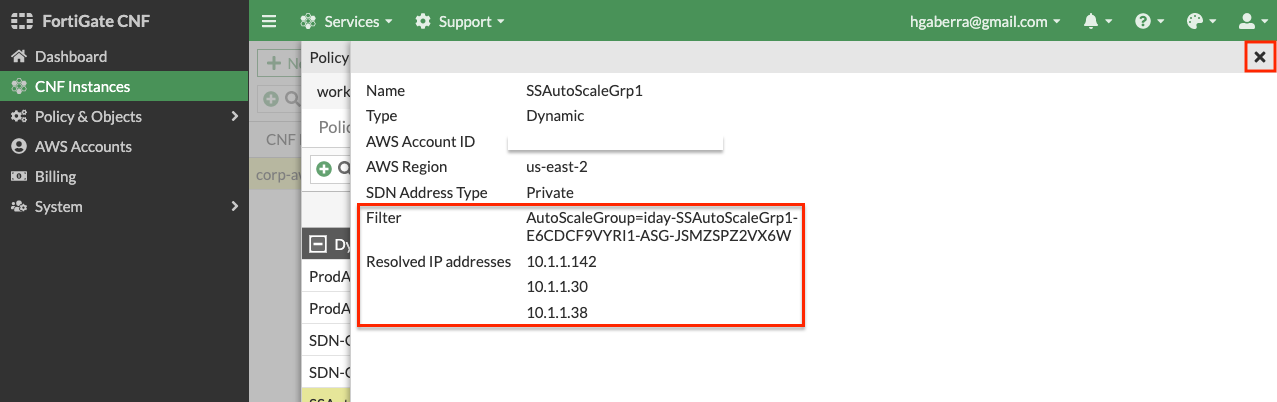 FortiGate CNF
Services
Support
hgaberra@gmail.com
Dashboard
CNF Instances
Policy & Objects
AWS Accounts
Billing
System
Policy
work
Polic
CNF
corp-a
Dy
ProdA
ProdA
SDN-
SDN-
Name SSAutoScaleGrp1
Type Dynamic
AWS Account ID
AWS Region us-east-2
SDN Address Type Private
Filter AutoScaleGroup=iday-SSAutoScaleGrp1-
E6CDCF9VYRI1-ASG-JSMZSPZ2VX6W
Resolved IP addresses 10.1.1.142
10.1.1.30
10.1.1.38